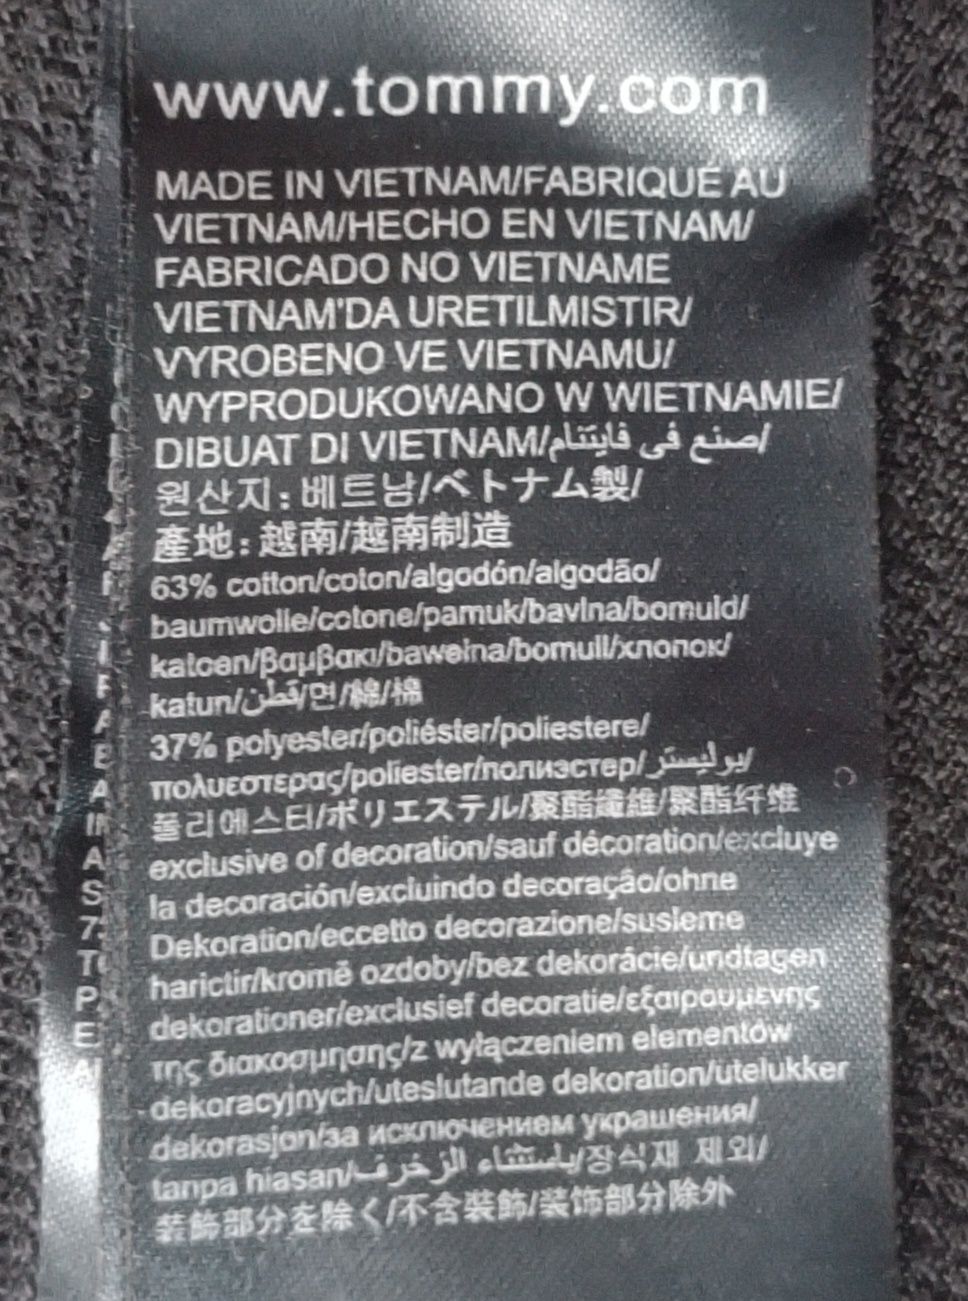 www.tommy.com
MADE IN VIETNAM/FABRIQUÉ AU
VIETNAM/HECHO EN VIETNAM/
FABRICADO NO VIETNAME
VIETNAM'DA URETILMISTIR/
VYROBENO VE VIETNAMU/
WYPRODUKOWANO W WIETNAMIE/
DIBUAT DI VIETNAM/صنع في فايتنام/
원산지: 베트남/ベトナム製/
產地: 越南/越南制造
63% cotton/coton/algodón/algodão/
baumwolle/cotone/pamuk/bavlna/bomuld/
katoen/βαμβακι/bawełna/bomull/хлопок/
katun/قطن/면/綿/棉
37% polyester/poliéster/poliestere/
πολυεστερας/poliester/полиэстер/بوليستر/
폴리에스터/ポリエステル/聚酯纖維/聚酯纤维
exclusive of decoration/sauf décoration/excluye
la decoración/excluindo decoração/ohne
Dekoration/eccetto decorazione/susleme
harictir/kromě ozdoby/bez dekorácie/undtagen
dekorationer/exclusief decoratie/εξαιρουμενης
της διακοσμησης/z wyłączeniem elementów
dekoracyjnych/uteslutande dekoration/utelukker
dekorasjon/за исключением украшения/
tanpa hiasan/باستثناء الزخرفة/장식재 제외/
装飾部分を除く/不含裝飾/装饰部分除外